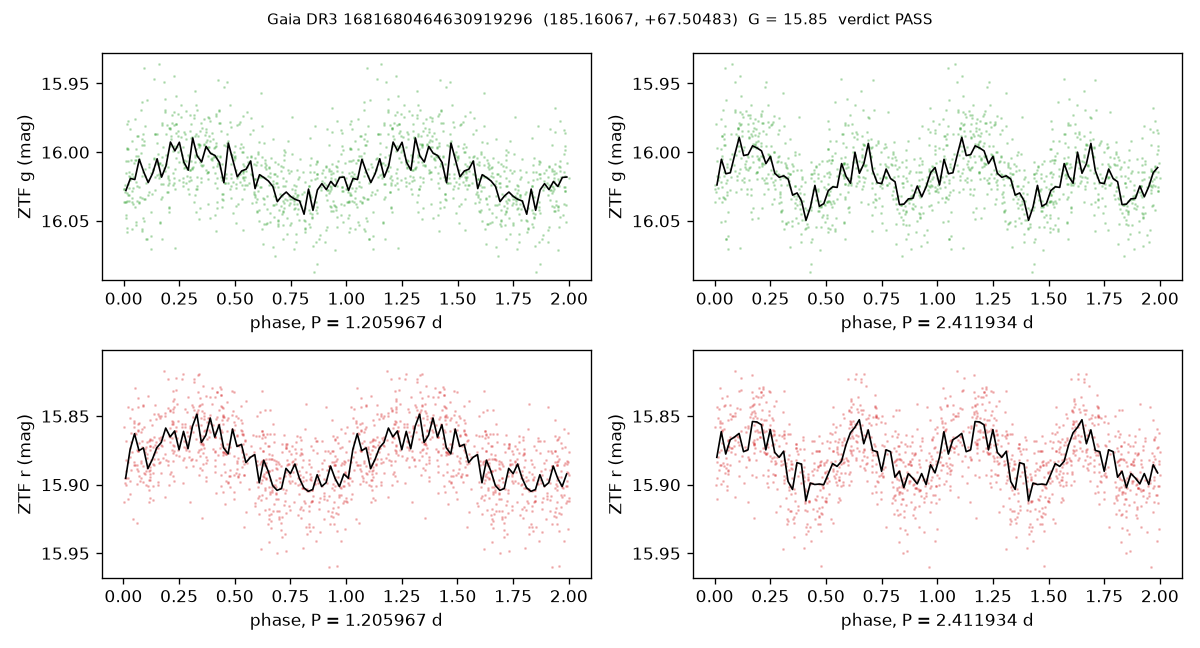 Gaia DR3 1681680464630919296 (185.16067, +67.50483) G = 15.85 verdict PASS
ZTF g (mag)
15.95
16.00
16.05
0.00 0.25 0.50 0.75 1.00 1.25 1.50 1.75 2.00
phase, P = 1.205967 d
ZTF g (mag)
15.95
16.00
16.05
0.00 0.25 0.50 0.75 1.00 1.25 1.50 1.75 2.00
phase, P = 2.411934 d
ZTF r (mag)
15.85
15.90
15.95
0.00 0.25 0.50 0.75 1.00 1.25 1.50 1.75 2.00
phase, P = 1.205967 d
ZTF r (mag)
15.85
15.90
15.95
0.00 0.25 0.50 0.75 1.00 1.25 1.50 1.75 2.00
phase, P = 2.411934 d